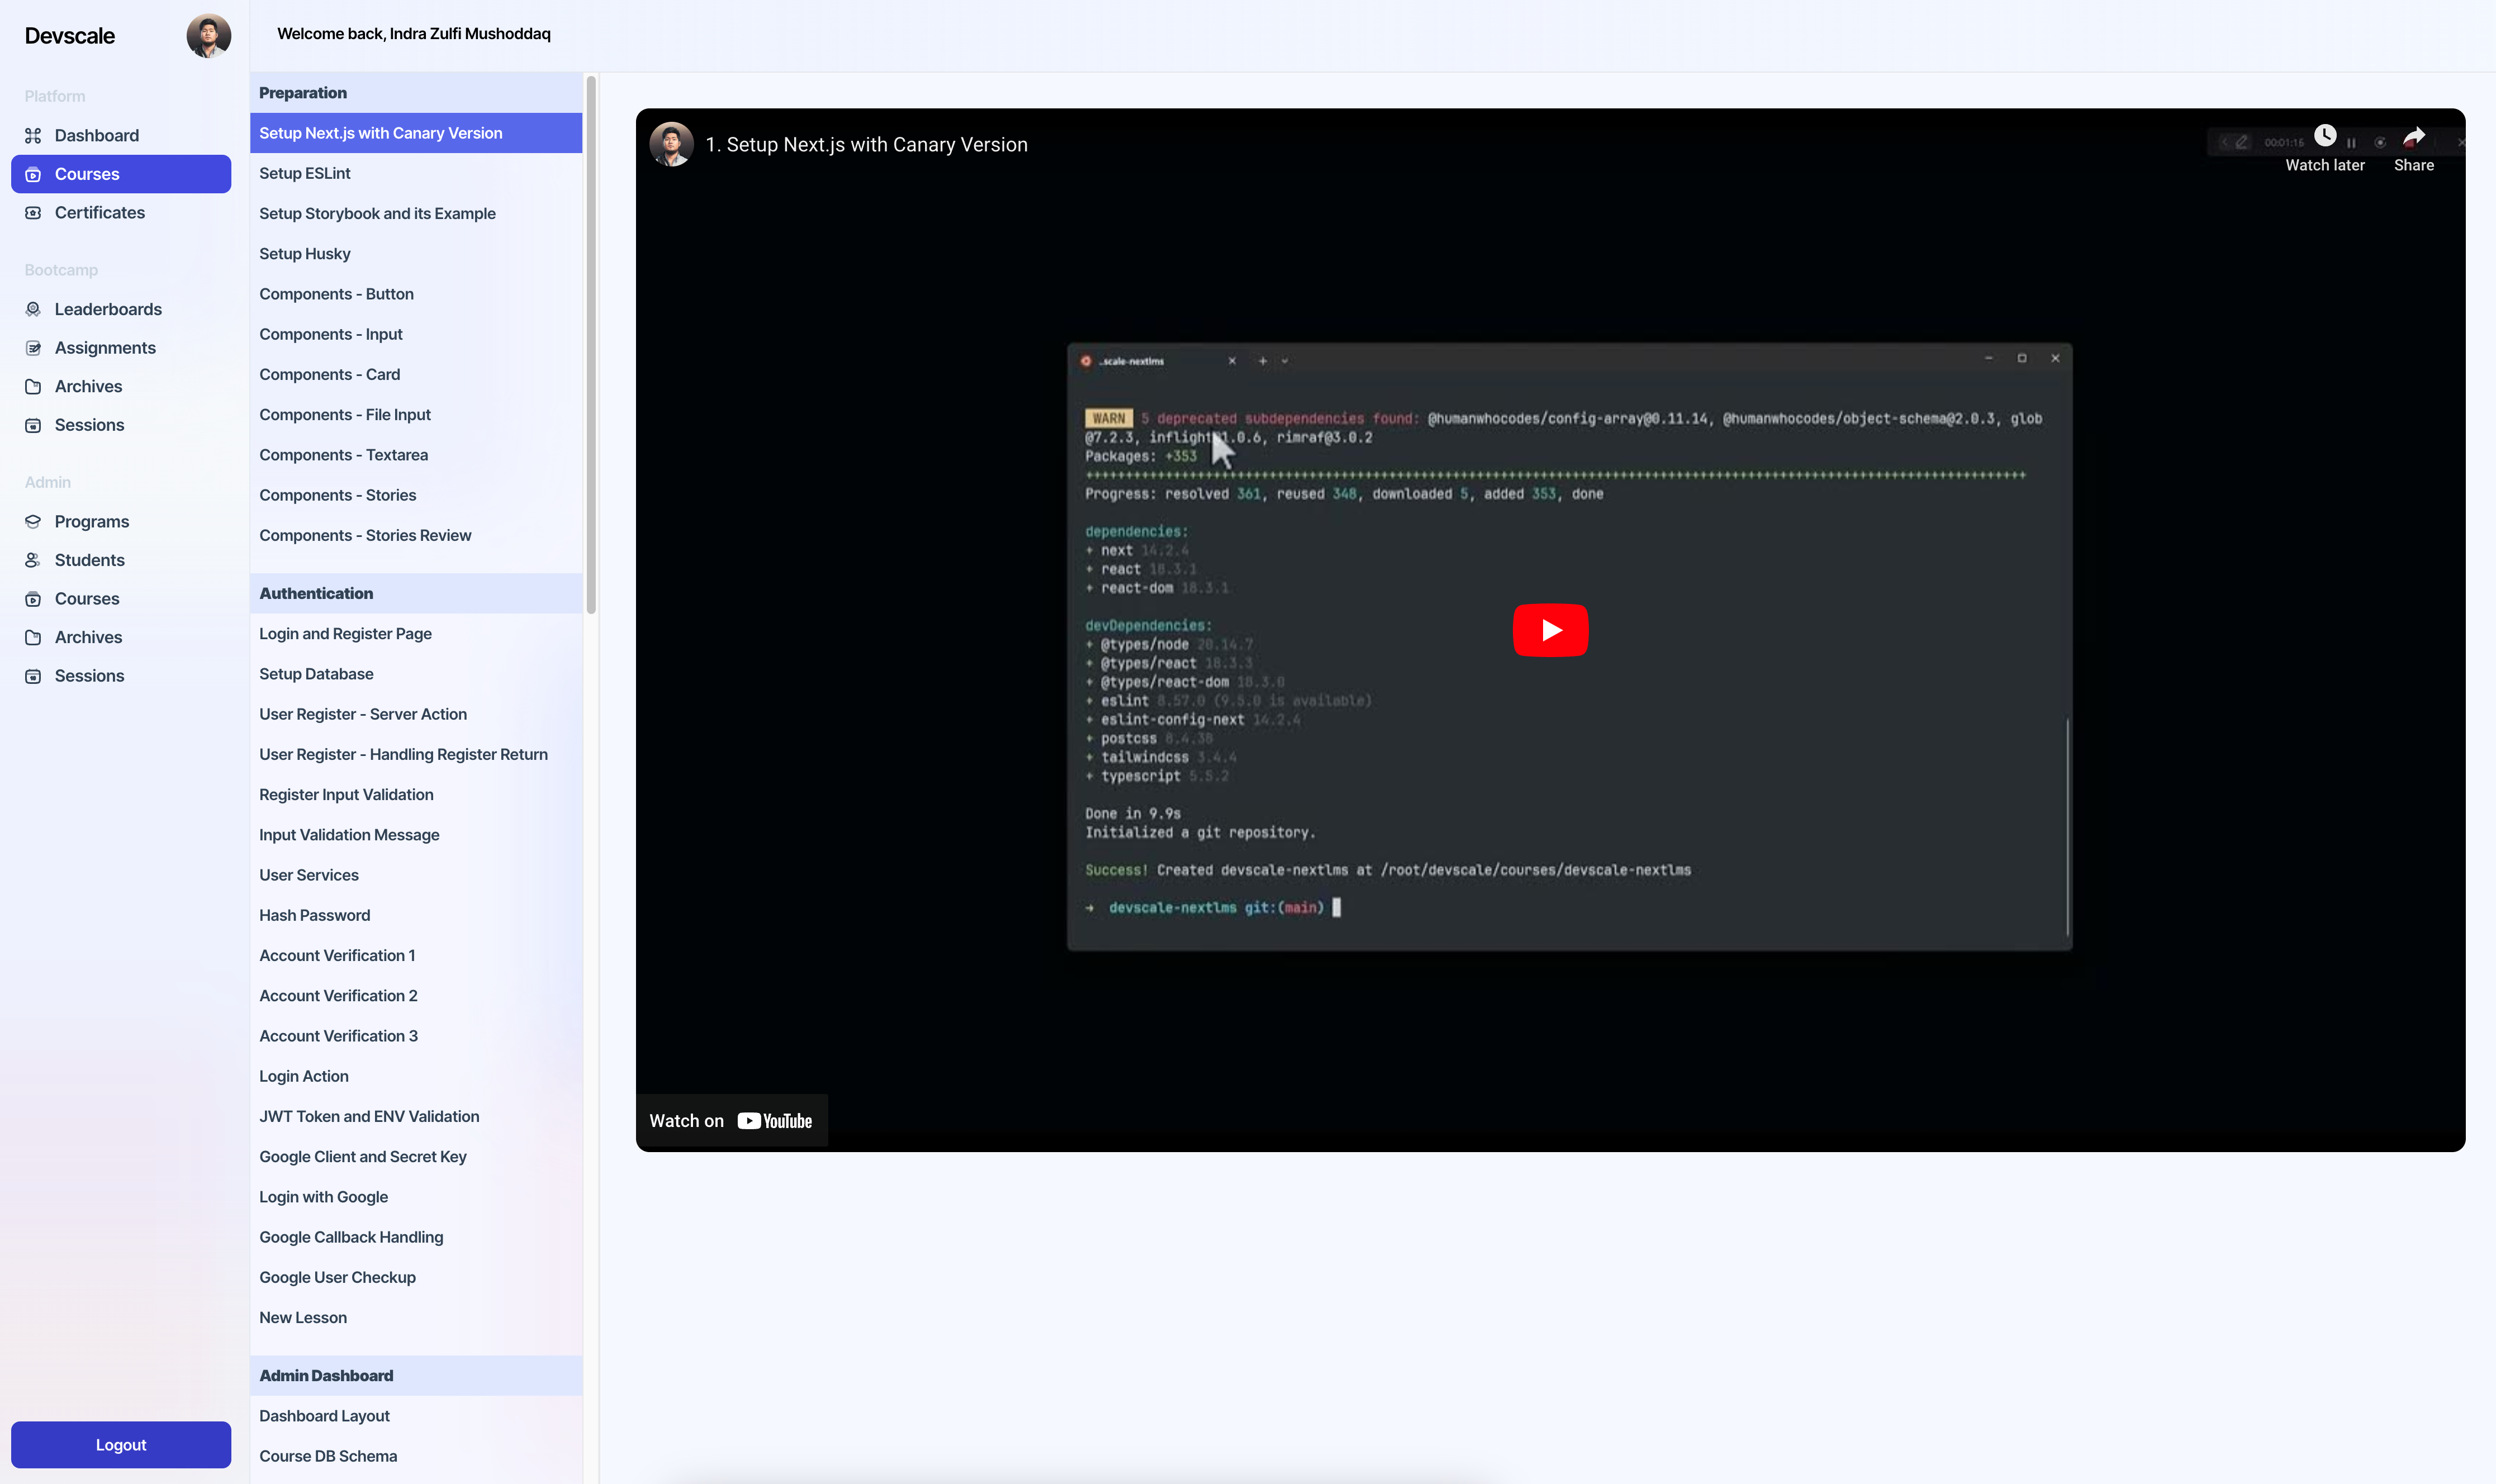 Devscale
Welcome back, Indra Zulfi Mushoddaq
Platform
Dashboard
Courses
Certificates
Bootcamp
Leaderboards
Assignments
Archives
Sessions
Admin
Programs
Students
Courses
Archives
Sessions
Logout
Preparation
Setup Next.js with Canary Version
Setup ESLint
Setup Storybook and its Example
Setup Husky
Components - Button
Components - Input
Components - Card
Components - File Input
Components - Textarea
Components - Stories
Components - Stories Review
Authentication
Login and Register Page
Setup Database
User Register - Server Action
User Register - Handling Register Return
Register Input Validation
Input Validation Message
User Services
Hash Password
Account Verification 1
Account Verification 2
Account Verification 3
Login Action
JWT Token and ENV Validation
Google Client and Secret Key
Login with Google
Google Callback Handling
Google User Checkup
New Lesson
Admin Dashboard
Dashboard Layout
Course DB Schema
1. Setup Next.js with Canary Version
00:01:15
Watch later
Share
..scale-nextlms
WARN 5 deprecated subdependencies found: @humanwhocodes/config-array@0.11.14, @humanwhocodes/object-schema@2.0.3, glob
@7.2.3, inflight@1.0.6, rimraf@3.0.2
Packages: +353
Progress: resolved 361, reused 348, downloaded 5, added 353, done
dependencies:
+ next 14.2.4
+ react 18.3.1
+ react-dom 18.3.1
devDependencies:
+ @types/node 20.14.7
+ @types/react 18.3.3
+ @types/react-dom 18.3.0
+ eslint 8.57.0 (9.5.0 is available)
+ eslint-config-next 14.2.4
+ postcss 8.4.38
+ tailwindcss 3.4.4
+ typescript 5.5.2
Done in 9.9s
Initialized a git repository.
Success! Created devscale-nextlms at /root/devscale/courses/devscale-nextlms
→ devscale-nextlms git:(main)
Watch on YouTube